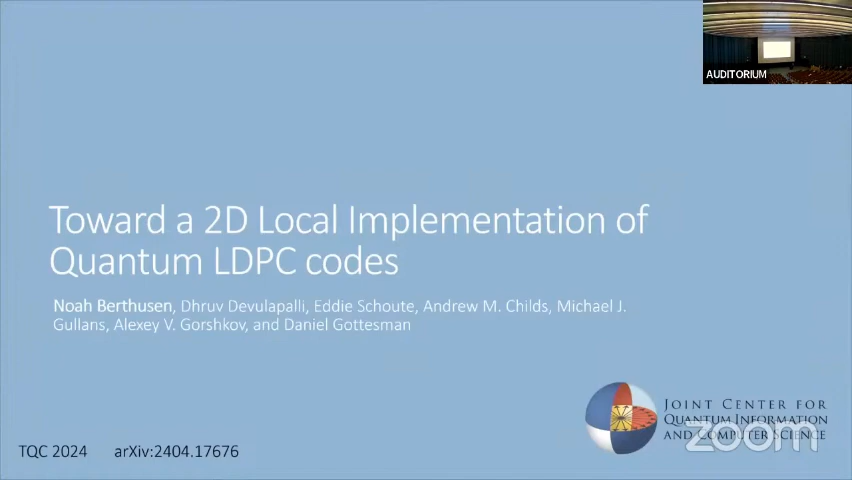 AUDITORIUM
Toward a 2D Local Implementation of
Quantum LDPC codes
Noah Berthusen, Dhruv Devulapalli, Eddie Schoute, Andrew M. Childs, Michael J.
Gullans, Alexey V. Gorshkov, and Daniel Gottesman
JOINT CENTER FOR
QUANTUM INFORMATION
AND COMPUTER SCIENCE
zoom
TQC 2024 arXiv:2404.17676